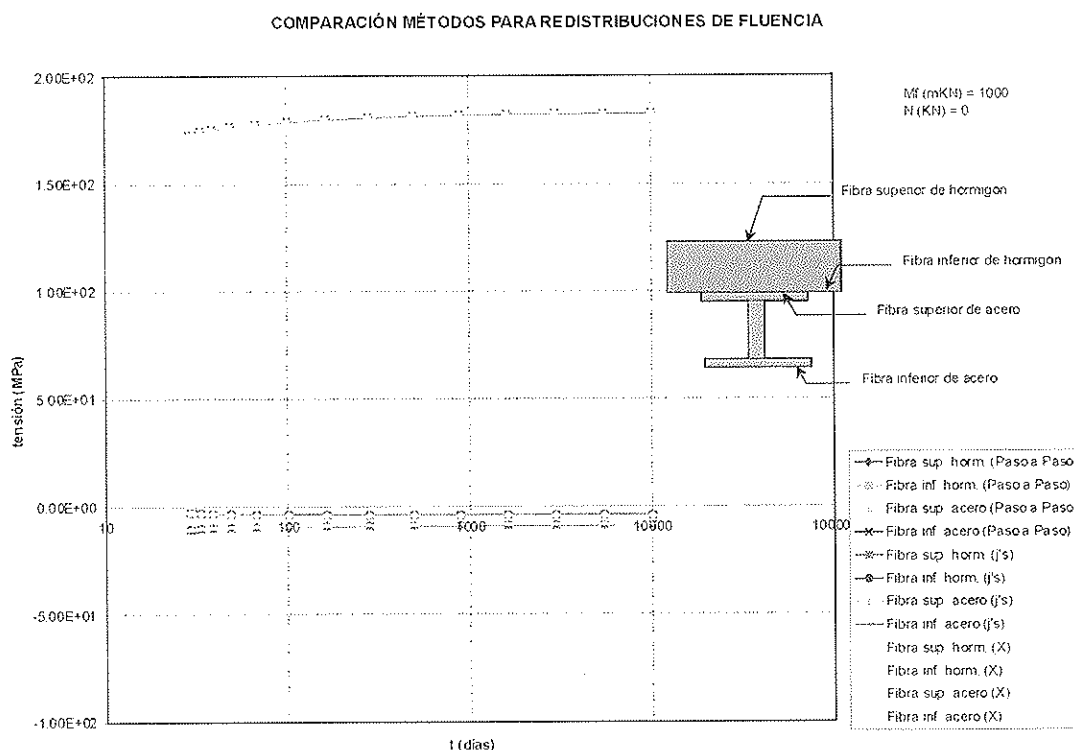 COMPARACIÓN MÉTODOS PARA REDISTRIBUCIONES DE FLUENCIA
2.00E+02
1.50E+02
1.00E+02
5.00E+01
0.00E+00
-5.00E+01
-1.00E+02
tensión (MPa)
10
100
1000
10000
t (días)
Mf (mKN) = 1000
N (KN) = 0
Fibra superior de hormigon
Fibra inferior de hormigon
Fibra superior de acero
Fibra inferior de acero
Fibra sup horm. (Paso a Paso
Fibra inf horm. (Paso a Paso)
Fibra sup acero (Paso a Paso
Fibra inf acero (Paso a Paso)
Fibra sup horm (j's)
Fibra inf horm. (j's)
Fibra sup acero (j's)
Fibra inf acero (j's)
Fibra sup horm. (X)
Fibra inf horm. (X)
Fibra sup acero (X)
Fibra inf acero (X)